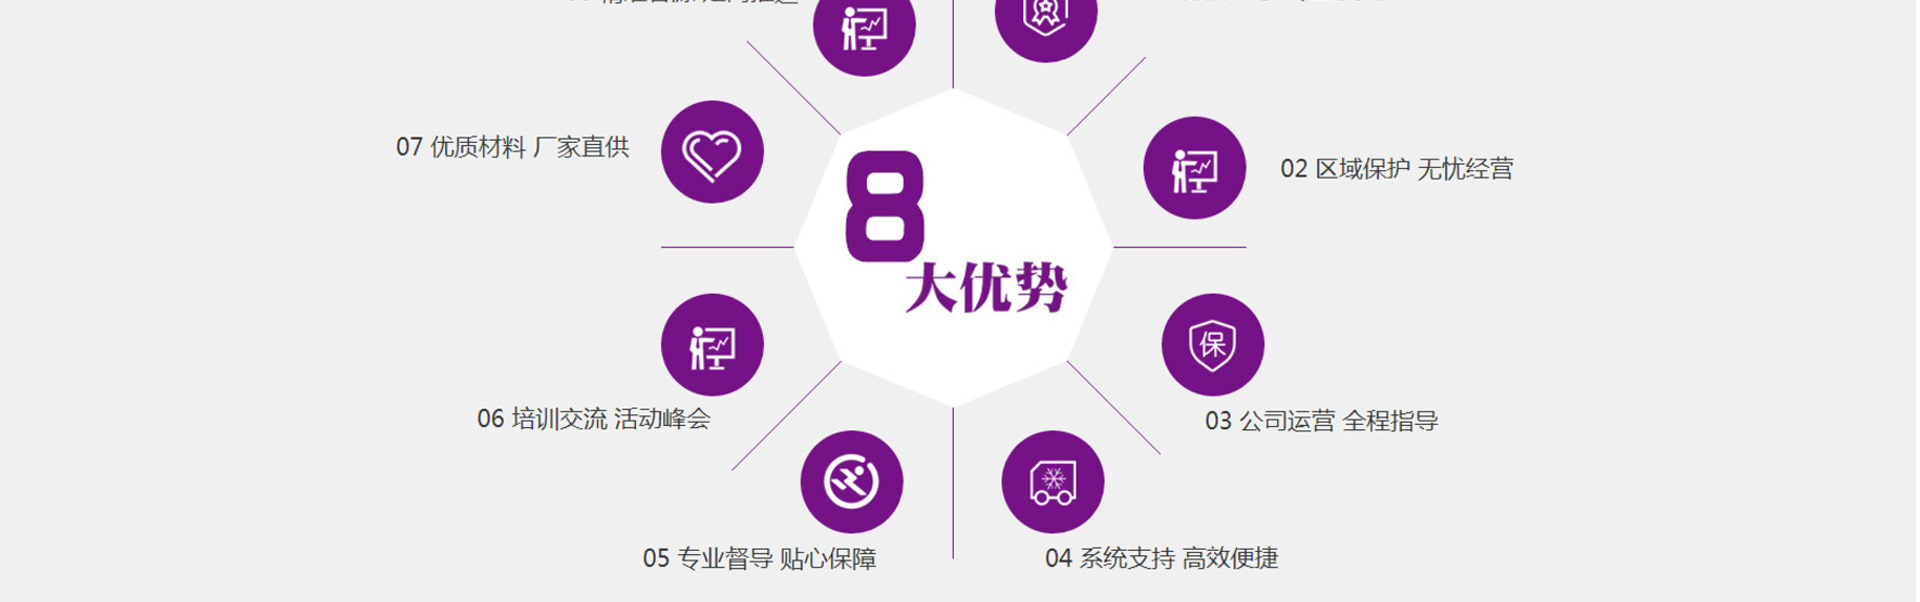 07 优质材料 厂家直供
8
大优势
02 区域保护 无忧经营
保
06 培训交流 活动峰会
03 公司运营 全程指导
05 专业督导 贴心保障
04 系统支持 高效便捷